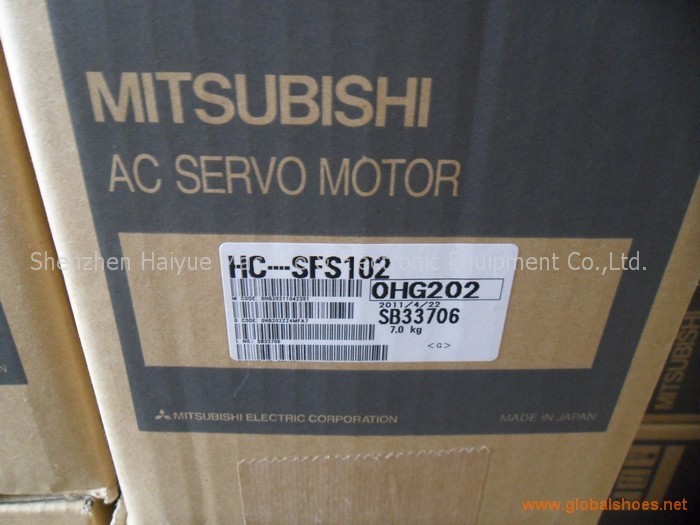 MITSUBISHI
AC SERVO MOTOR
HC-SFS102
0HG202
2011/4/22
SB33706
7.0 kg
<G>
MITSUBISHI ELECTRIC CORPORATION
MADE IN JAPAN
Shenzhen Haiyue Equipment Co.,Ltd.
MITSUBISHI
www.globalshoes.net